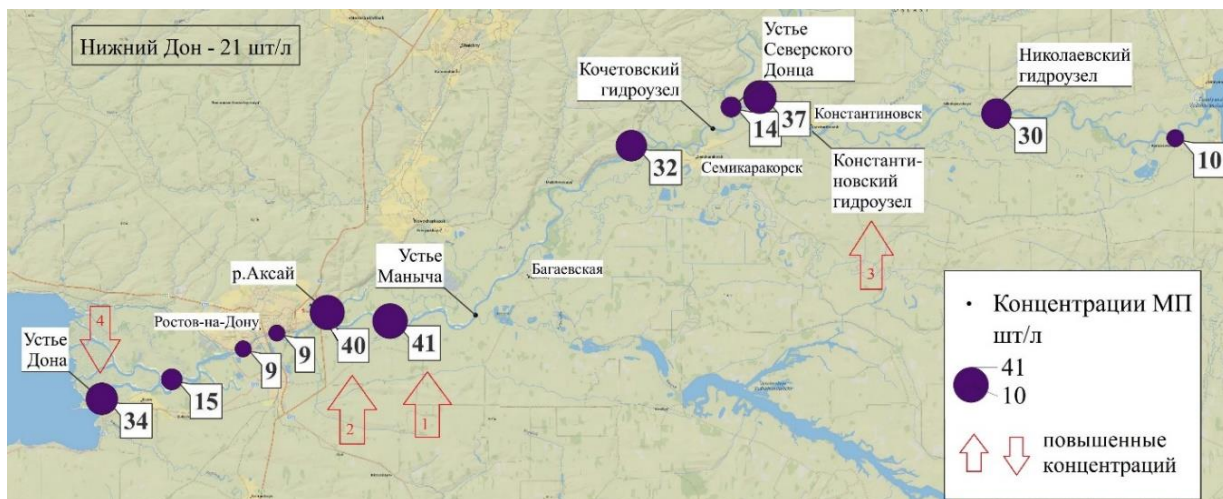 Нижний Дон - 21 шт/л
Устье
Северского
Донца
Николаевский
гидроузел
Кочетовский
гидроузел
14
37
Константиновск
30
10
32
Семикаракорск
Константи-
новский
гидроузел
3
Устье
Маныча
Багаевская
р.Аксай
Ростов-на-Дону
4
Устье
Дона
9
9
40
41
15
34
2
1
Концентрации МП
шт/л
41
10
повышенные
концентраций